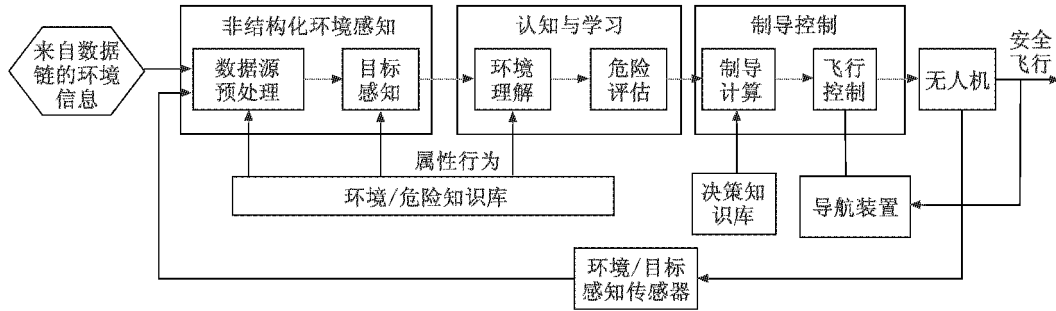 非结构化环境感知
认知与学习
制导控制
来自数据
链的环境
信息
数据源
预处理
目标
感知
环境
理解
危险
评估
制导
计算
飞行
控制
无人机
安全
飞行
属性行为
环境/危险知识库
决策知
识库
导航装置
环境/目标
感知传感器